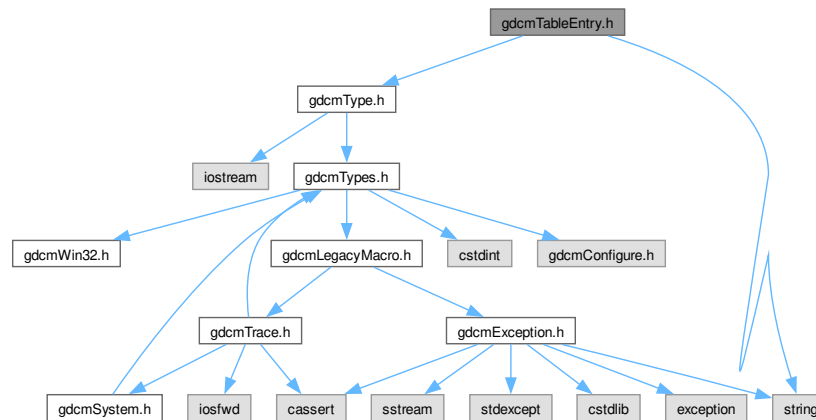 gdcmTableEntry.h
gdcmType.h
iostream
gdcmTypes.h
gdcmWin32.h
gdcmLegacyMacro.h
cstdint
gdcmConfigure.h
gdcmTrace.h
gdcmException.h
gdcmSystem.h
iosfwd
cassert
sstream
stdexcept
cstdlib
exception
string